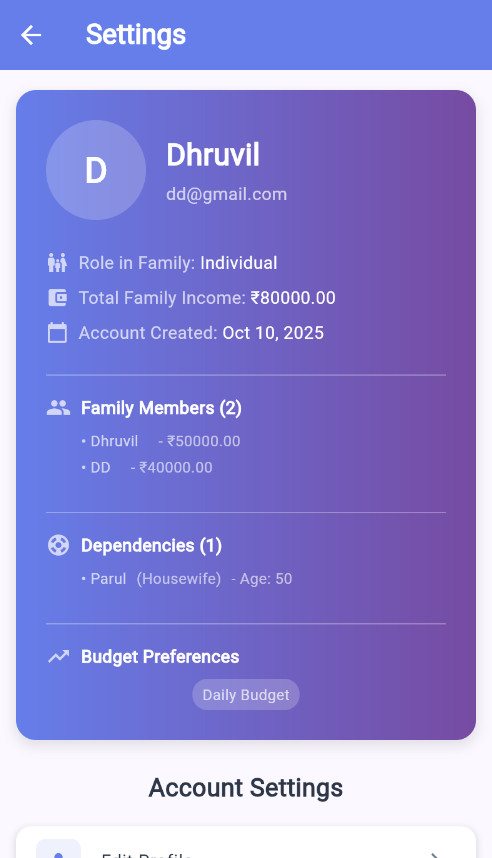 Settings
D
Dhruvil
dd@gmail.com
Role in Family: Individual
Total Family Income: ₹80000.00
Account Created: Oct 10, 2025
Family Members (2)
• Dhruvil - ₹50000.00
• DD - ₹40000.00
Dependencies (1)
• Parul (Housewife) - Age: 50
Budget Preferences
Daily Budget
Account Settings
Edit Profile